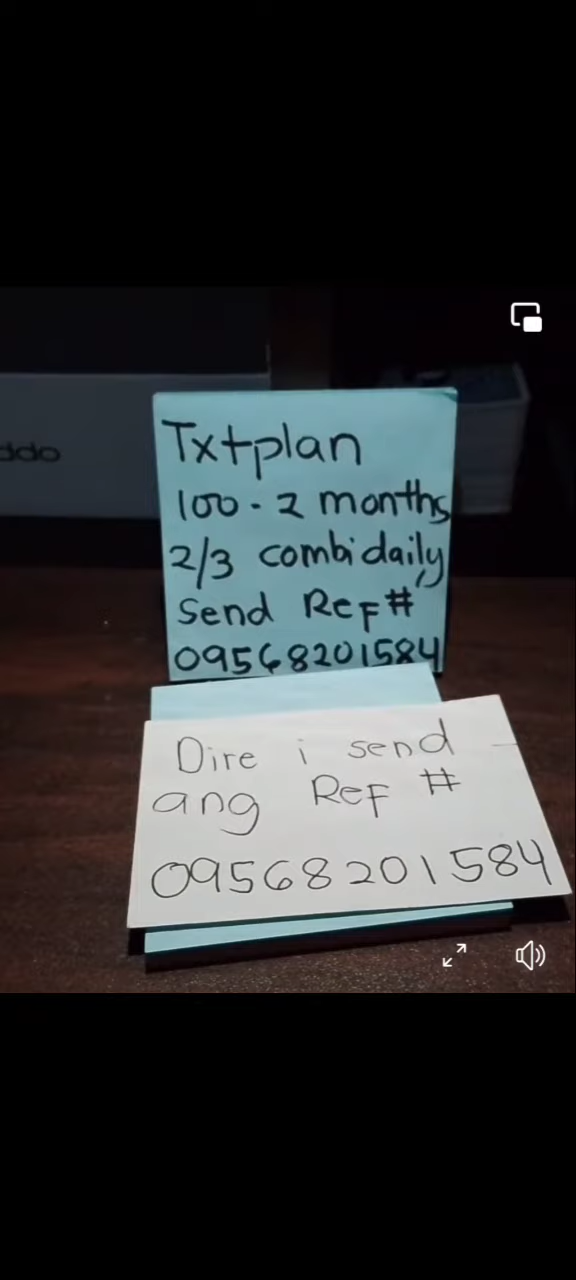 Txtplan
100 - 2 months
2/3 combi daily
Send Ref #
09568201584
Dire i send
ang Ref #
09568201584